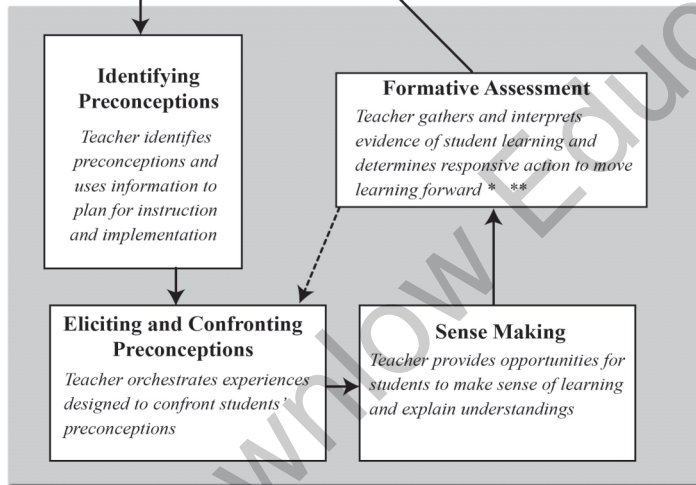 Identifying
Preconceptions
Teacher identifies
preconceptions and
uses information to
plan for instruction
and implementation
Formative Assessment
Teacher gathers and interprets
evidence of student learning and
determines responsive action to move
learning forward * **
Eliciting and Confronting
Preconceptions
Teacher orchestrates experiences
designed to confront students'
preconceptions
Sense Making
Teacher provides opportunities for
students to make sense of learning
and explain understandings